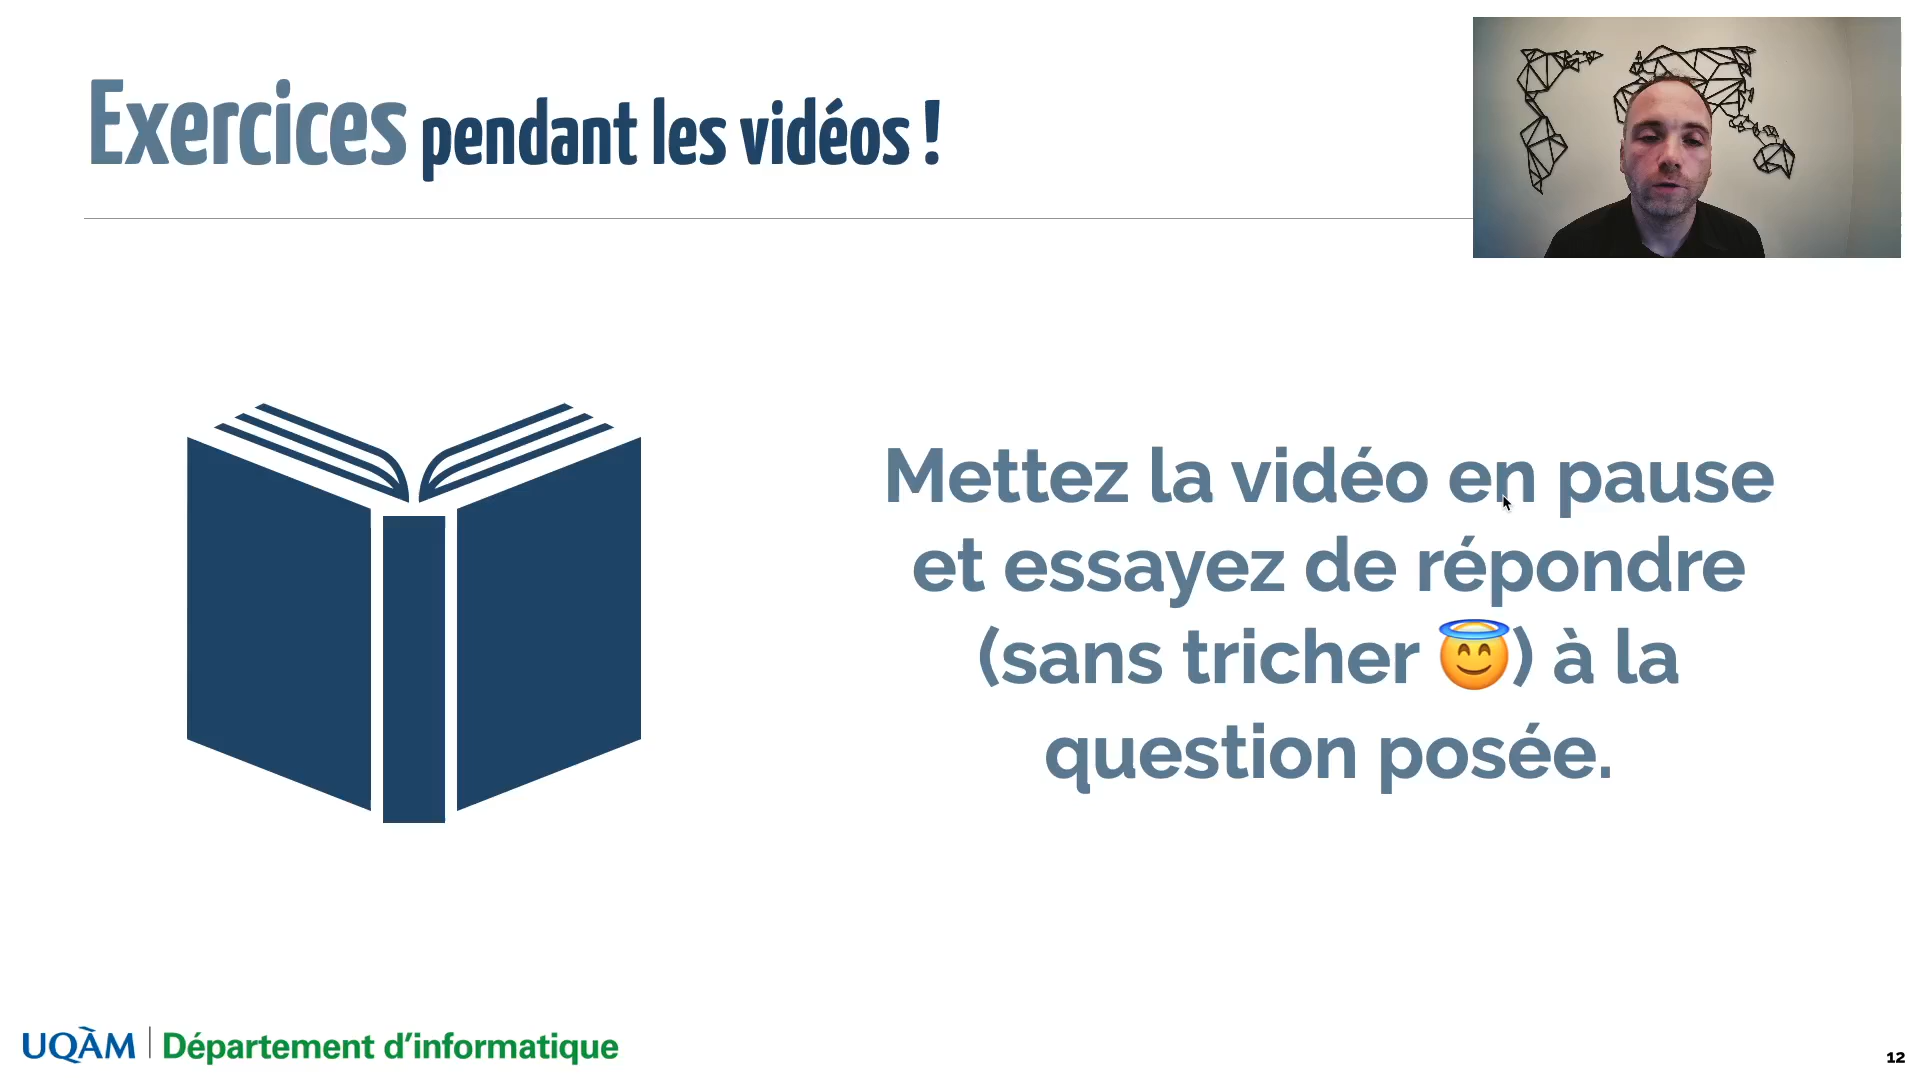 Exercices pendant les vidéos !
Mettez la vidéo en pause
et essayez de répondre
(sans tricher 😇) à la
question posée.
UQÀM | Département d'informatique
12